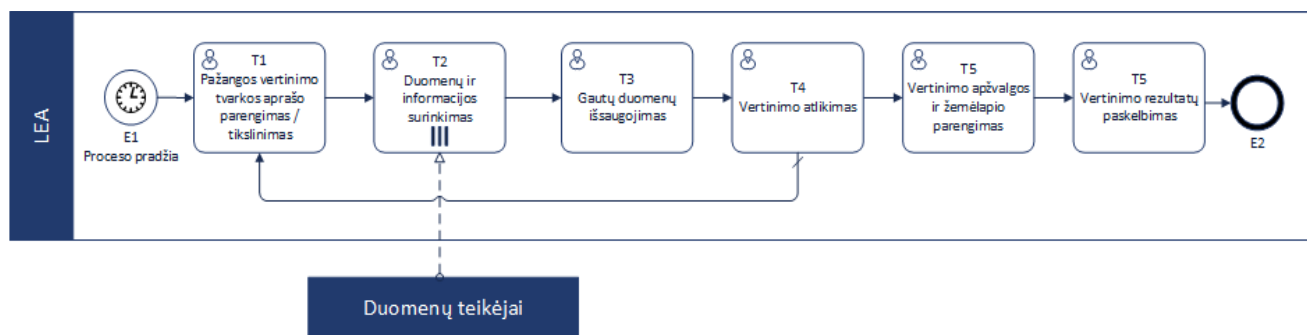 LEA
E1
Proceso pradžia
T1
Pažangos vertinimo
tvarkos aprašo
parengimas /
tikslinimas
T2
Duomenų ir
informacijos
surinkimas
T3
Gautų duomenų
išsaugojimas
T4
Vertinimo atlikimas
T5
Vertinimo apžvalgos
ir žemėlapio
parengimas
T5
Vertinimo rezultatų
paskelbimas
E2
Duomenų teikėjai